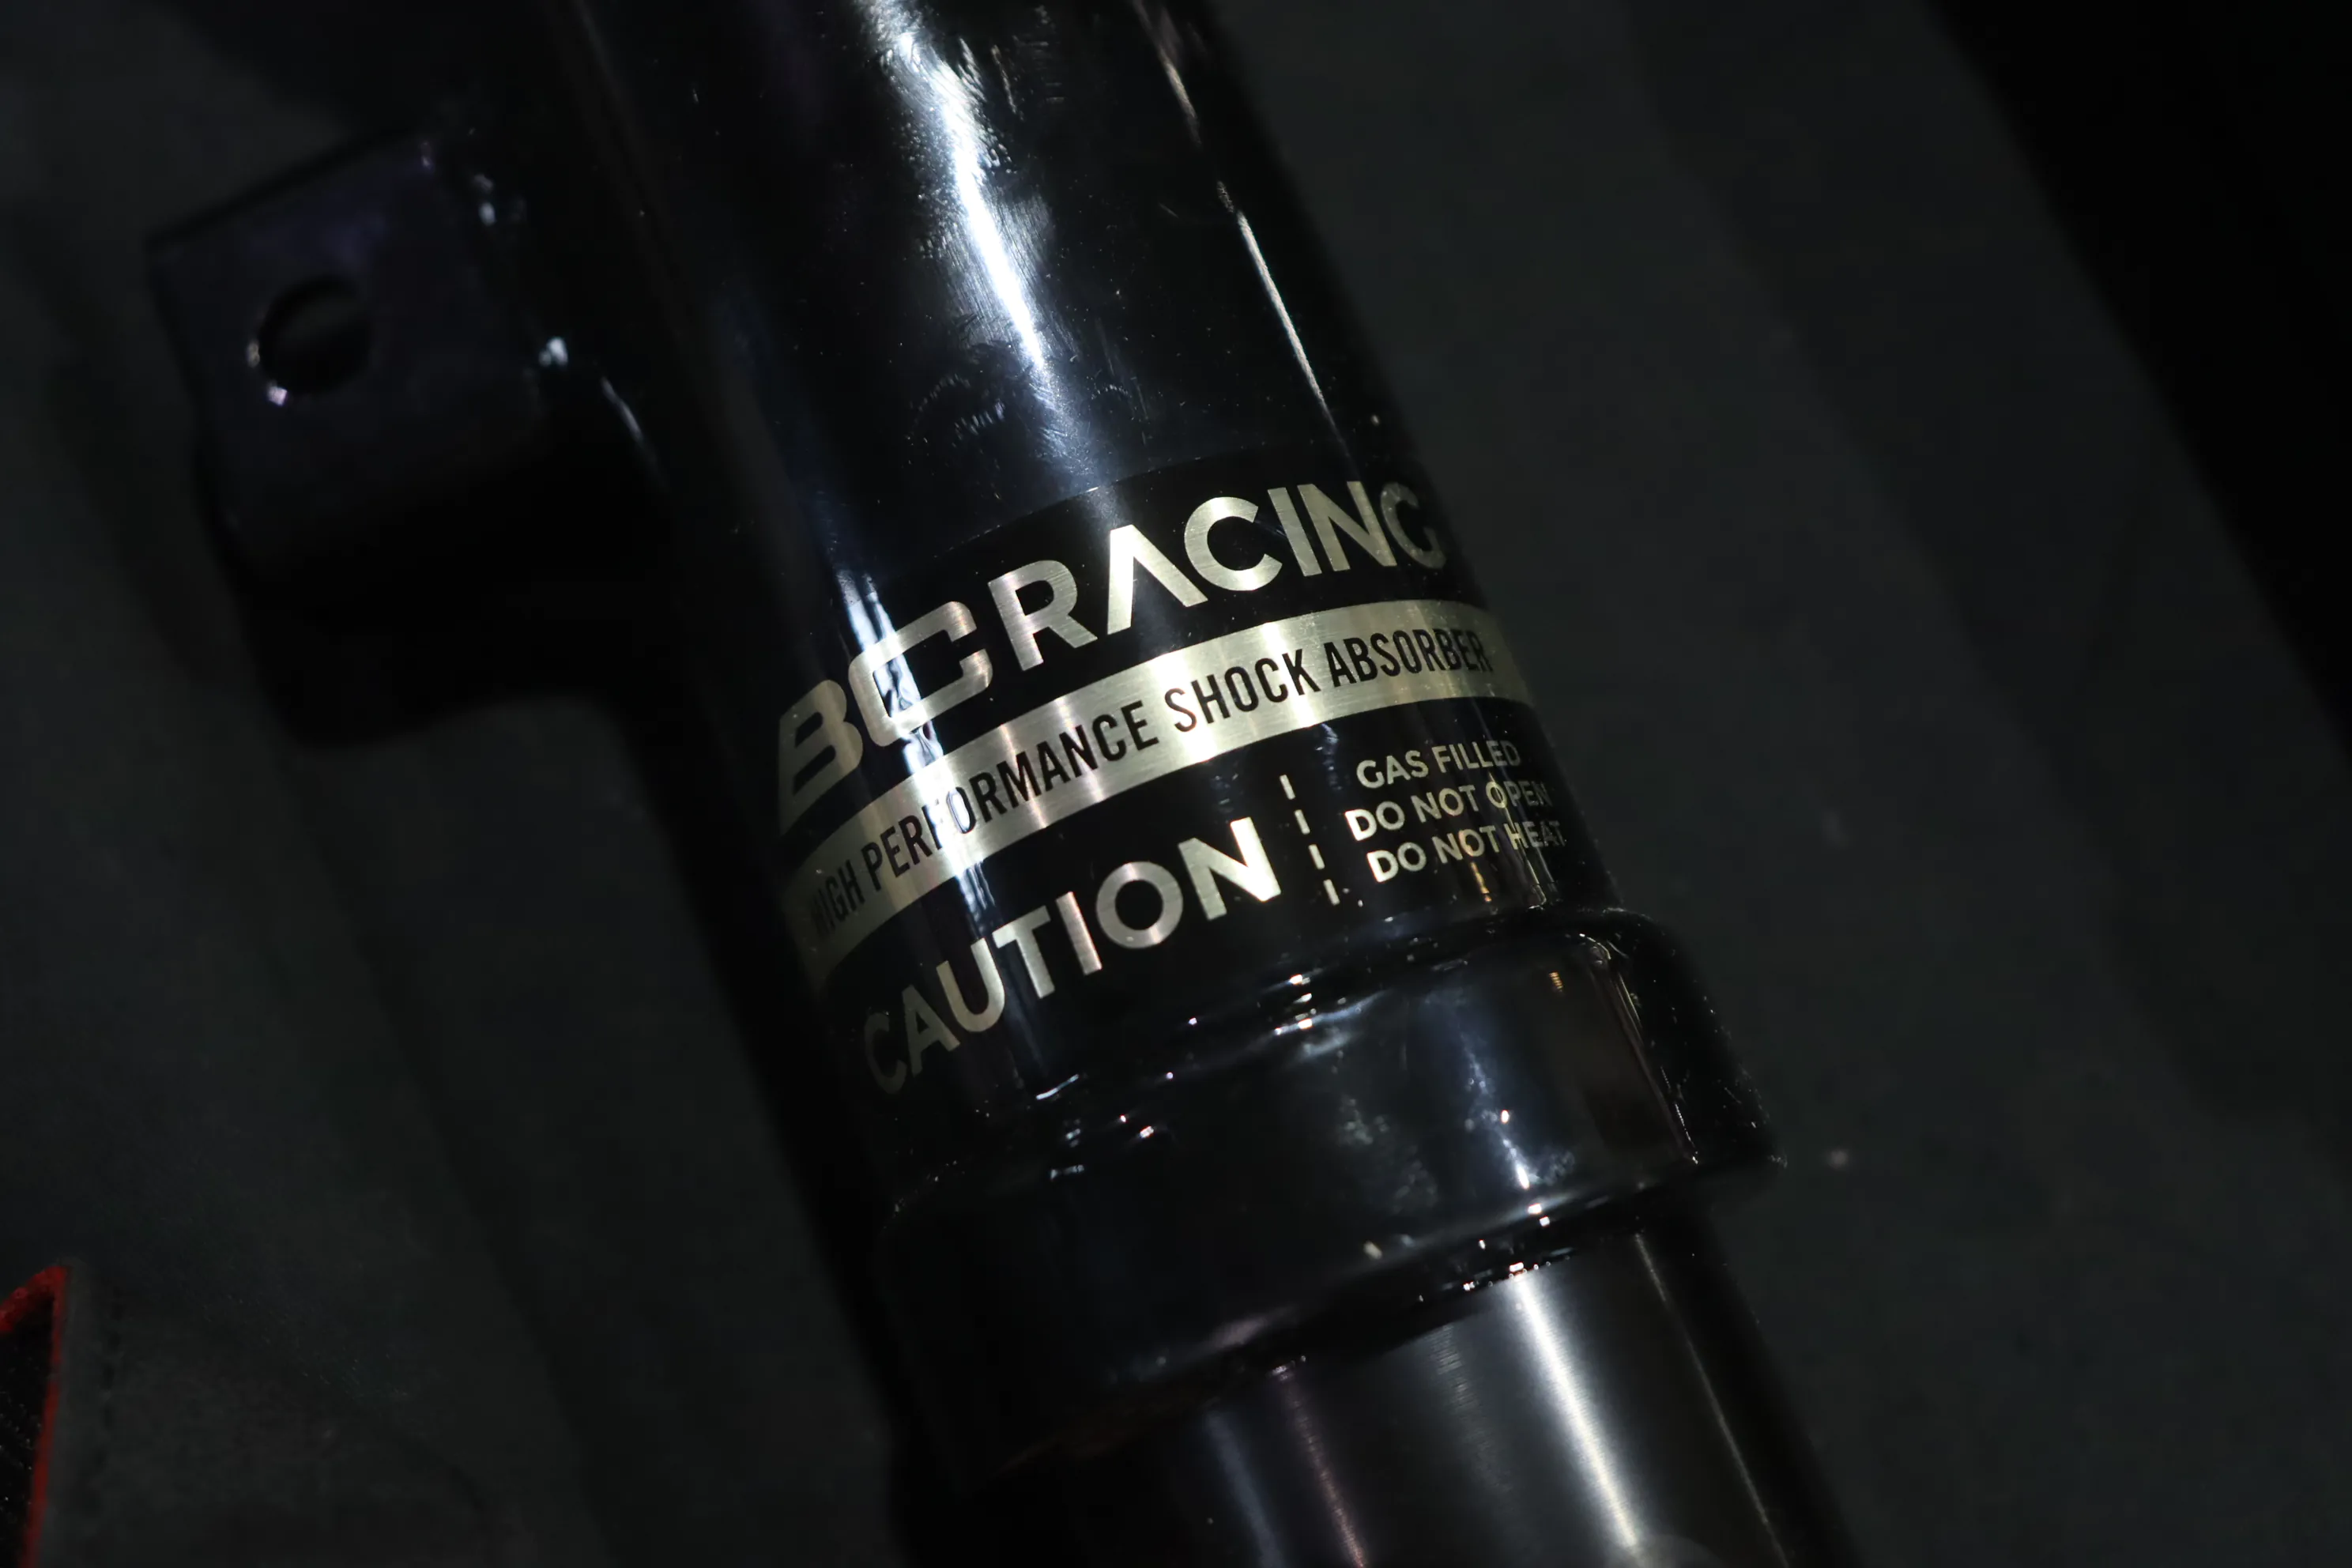 BC RACING
HIGH PERFORMANCE SHOCK ABSORBER
CAUTION
GAS FILLED
DO NOT OPEN
DO NOT HEAT